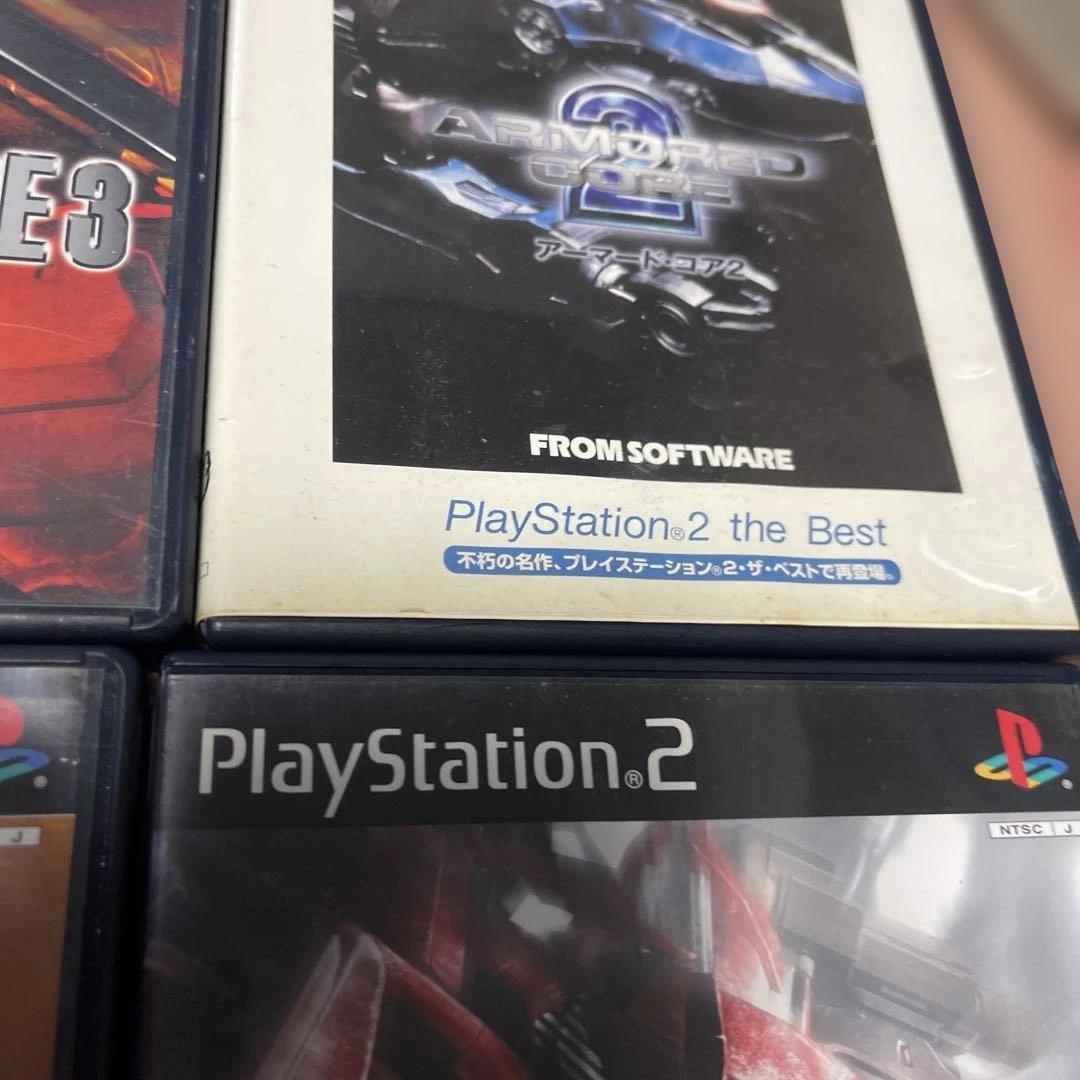 E3
2
ARMORED
CORE
アーマード・コア2
FROMSOFTWARE
PlayStation®2 the Best
不朽の名作、プレイステーション®2・ザ・ベストで再登場。
PlayStation®2
NTSC J
J